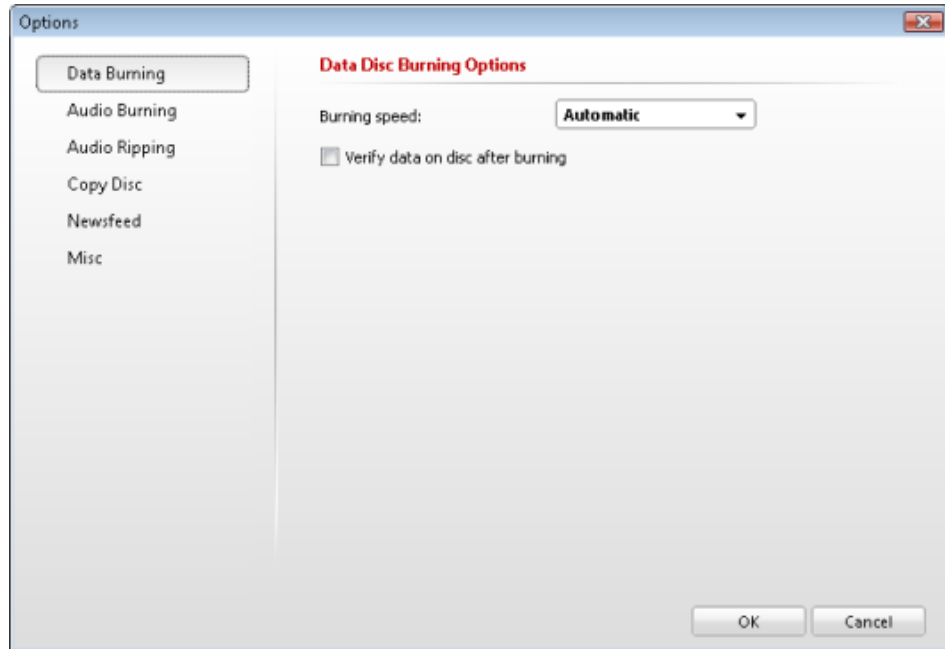 Options
Data Burning
Audio Burning
Audio Ripping
Copy Disc
Newsfeed
Misc
Data Disc Burning Options
Burning speed: Automatic
Verify data on disc after burning
OK Cancel